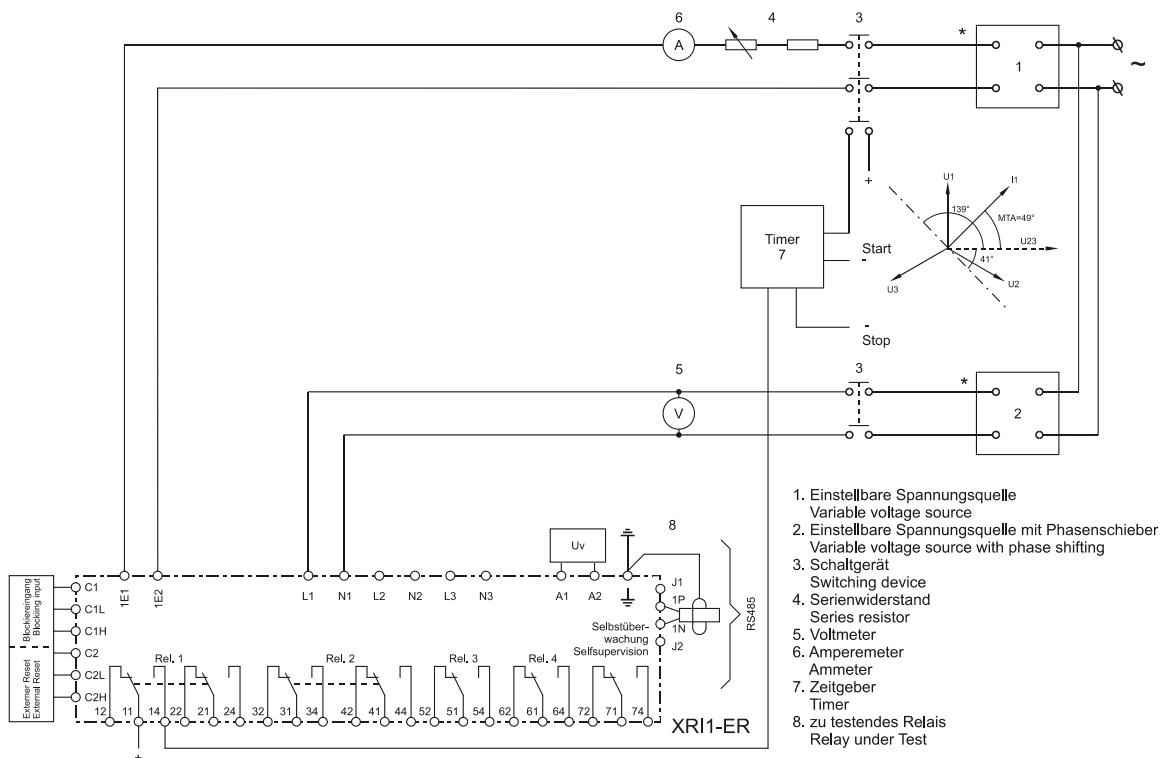 6
4
3
A
*
1
~
+
Timer
7
Start
-
-
Stop
U1
I1
139°
MTA=49°
U23
41°
U2
U3
5
3
V
*
2
1. Einstellbare Spannungsquelle
Variable voltage source
2. Einstellbare Spannungsquelle mit Phasenschieber
Variable voltage source with phase shifting
3. Schaltgerät
Switching device
4. Serienwiderstand
Series resistor
5. Voltmeter
6. Amperemeter
Ammeter
7. Zeitgeber
Timer
8. zu testendes Relais
Relay under Test
Uv
8
RS485
Blockiereingang
Blocking input
Externer Reset
External Reset
C1
C1L
C1H
C2
C2L
C2H
1E1
1E2
L1
N1
L2
N2
L3
N3
A1
A2
J1
1P
1N
J2
Selbstüber-
wachung
Selfsupervision
Rel. 1
Rel. 2
Rel. 3
Rel. 4
12 11 14 22 21 24 32 31 34 42 41 44 52 51 54 62 61 64 72 71 74
XRI1-ER
+